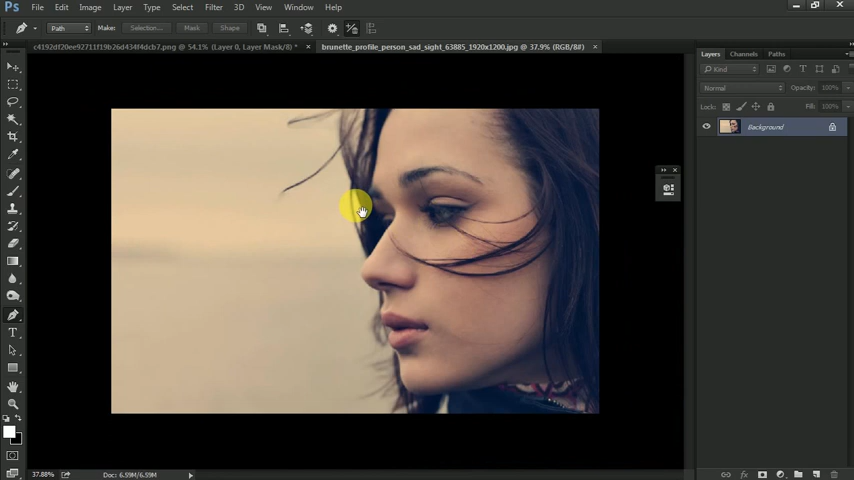 Ps File Edit Image Layer Type Select Filter 3D View Window Help
Path Make: Selection... Mask Shape
c4192df20ee92711f19b26d434f4dcb7.png @ 54.1% (Layer 0, Layer Mask/8) * × brunette_profile_person_sad_sight_63885_1920x1200.jpg @ 37.9% (RGB/8#) ×
Layers Channels Paths
Kind
Normal Opacity: 100%
Lock: Fill: 100%
Background
fx
37.88% Doc: 6.59M/6.59M